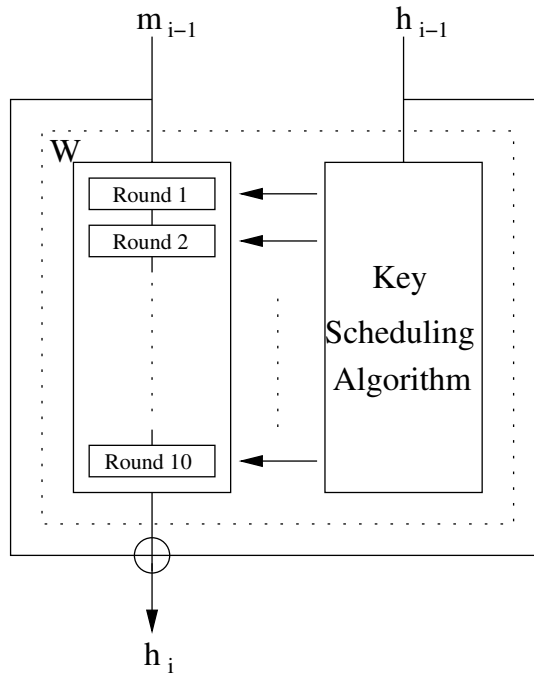 m i−1
h i−1
W
Round 1
Round 2
Round 10
Key
Scheduling
Algorithm
h i